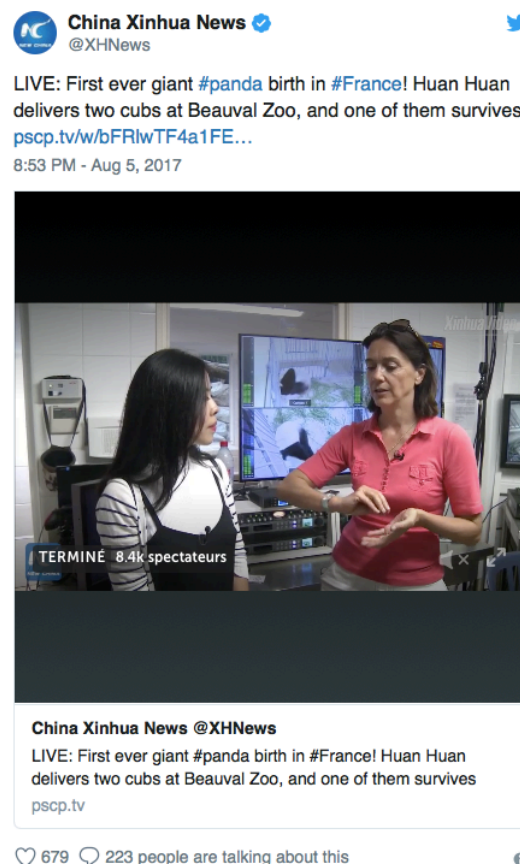 China Xinhua News
@XHNews
LIVE: First ever giant #panda birth in #France! Huan Huan
delivers two cubs at Beauval Zoo, and one of them survives
pscp.tv/w/bFRlwTF4a1FE…
8:53 PM - Aug 5, 2017
XinhuaVideo
TERMINÉ 8.4k spectateurs
China Xinhua News @XHNews
LIVE: First ever giant #panda birth in #France! Huan Huan
delivers two cubs at Beauval Zoo, and one of them survives
pscp.tv
679 223 people are talking about this